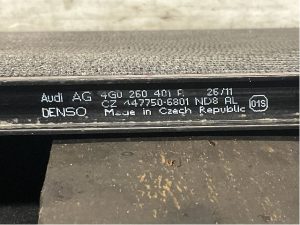 Audi AG 4G0 260 401 E 26/11
CZ 447750-6801 ND8 AL 01S
DENSO Made in Czech Republic